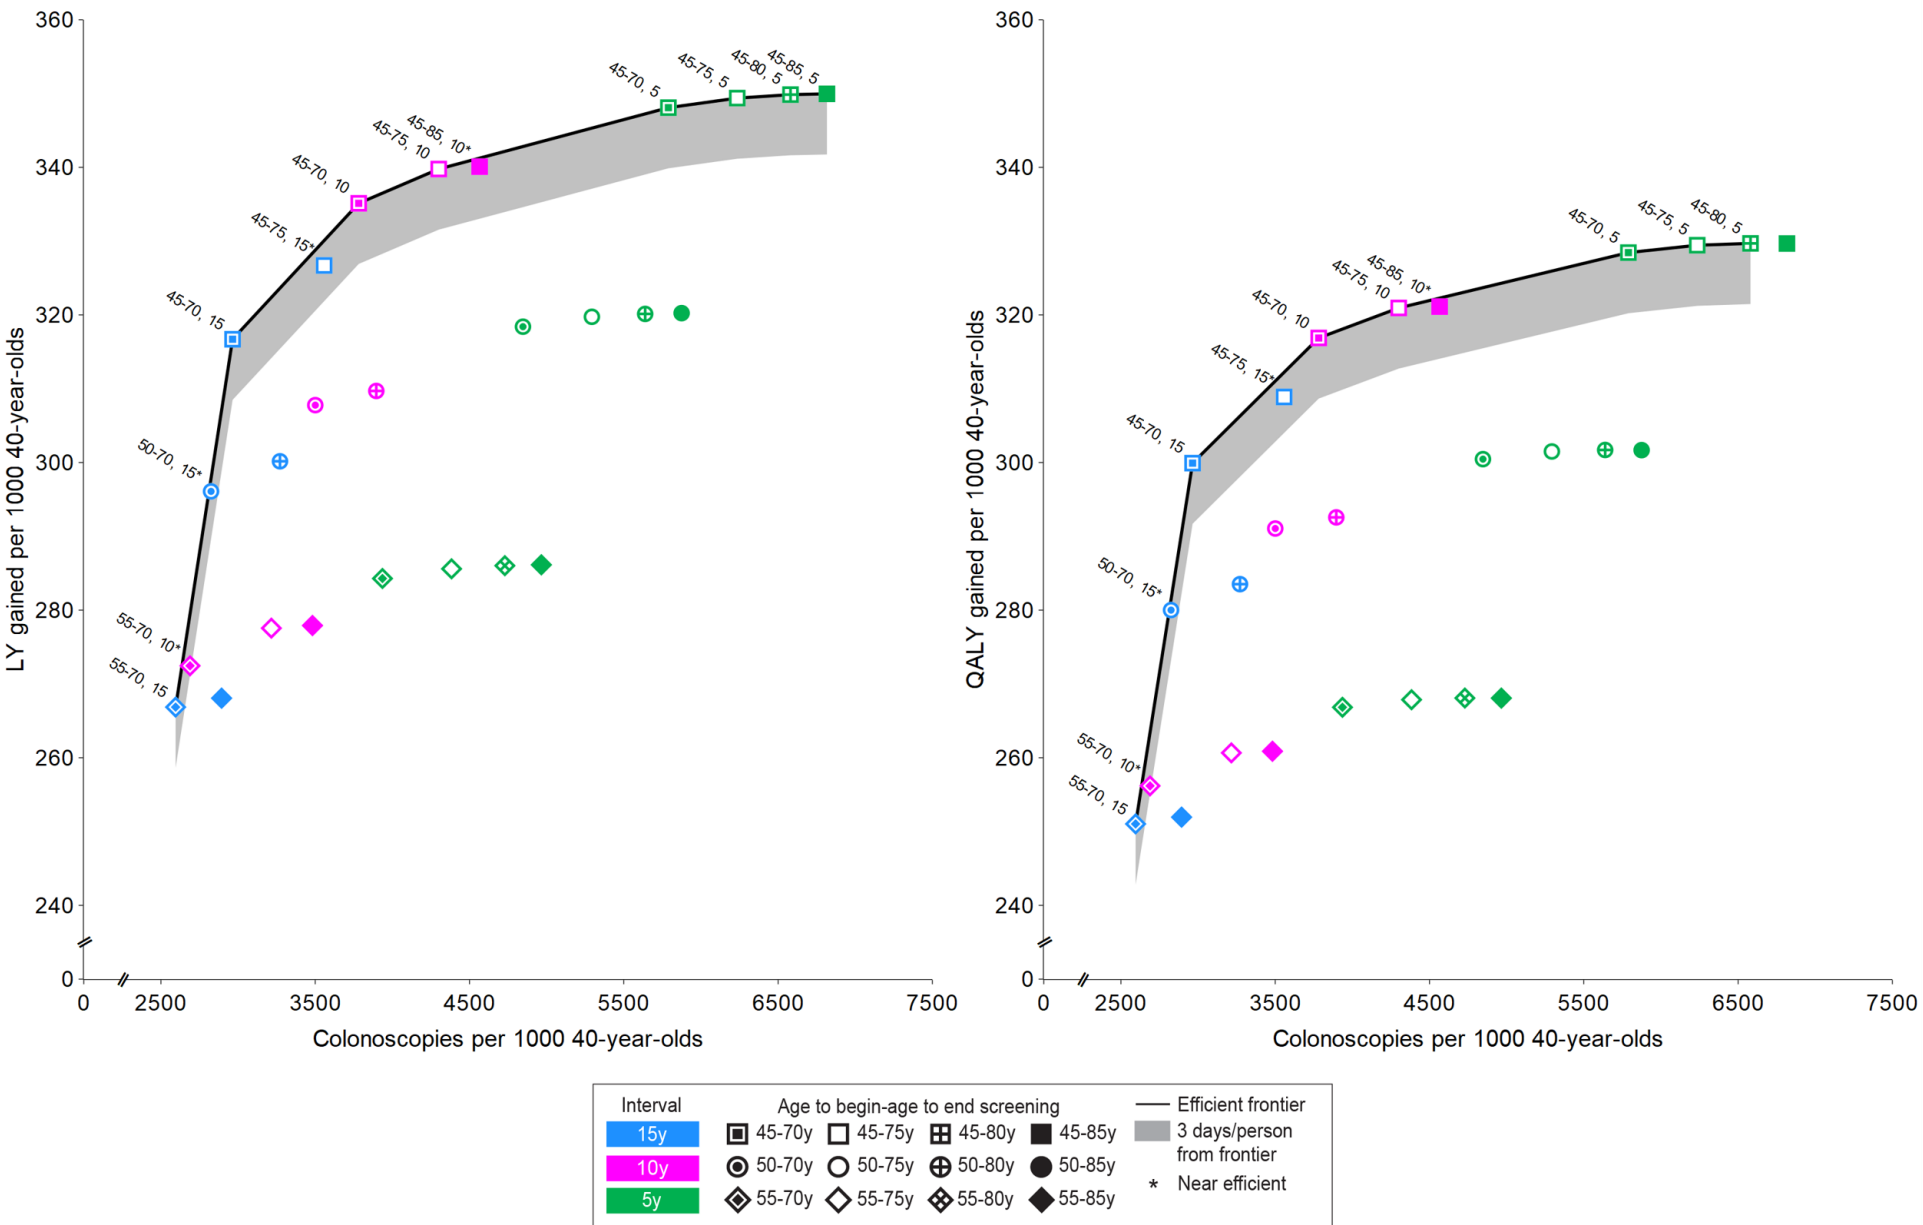 360
340
320
300
280
260
240
0
LY gained per 1000 40-year-olds
45-70, 5
45-75, 5
45-80, 5
45-85, 5
45-75, 10
45-85, 10*
45-70, 10
45-75, 15*
45-70, 15
50-70, 15*
55-70, 10*
55-70, 15
0 2500 3500 4500 5500 6500 7500
Colonoscopies per 1000 40-year-olds
360
340
320
300
280
260
240
0
QALY gained per 1000 40-year-olds
45-70, 5
45-75, 5
45-80, 5
45-75, 10
45-85, 10*
45-70, 10
45-75, 15*
45-70, 15
50-70, 15*
55-70, 10*
55-70, 15
0 2500 3500 4500 5500 6500 7500
Colonoscopies per 1000 40-year-olds
Interval
15y
10y
5y
Age to begin-age to end screening
45-70y 45-75y 45-80y 45-85y
50-70y 50-75y 50-80y 50-85y
55-70y 55-75y 55-80y 55-85y
Efficient frontier
3 days/person
from frontier
* Near efficient